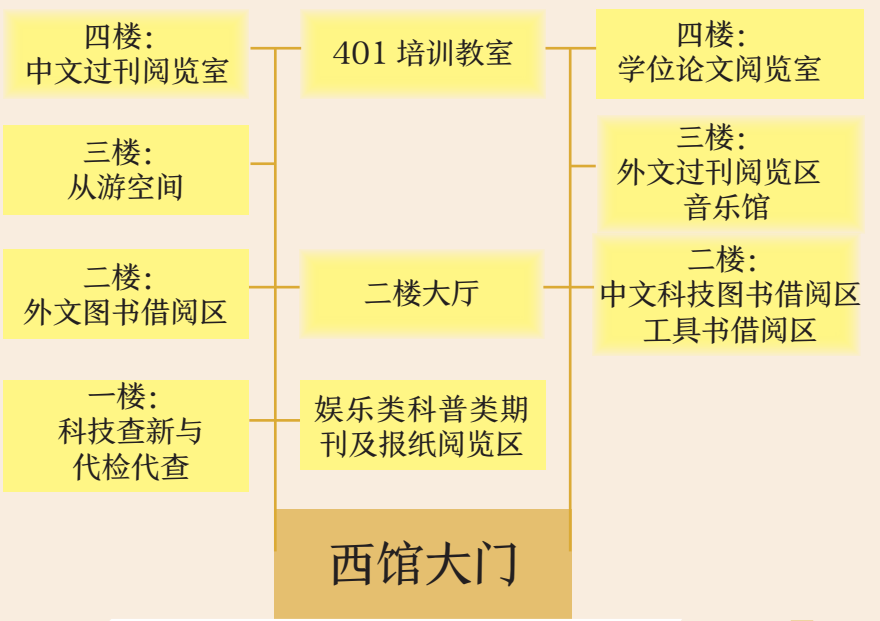 四楼：
中文过刊阅览室
401 培训教室
四楼：
学位论文阅览室
三楼：
从游空间
三楼：
外文过刊阅览区
音乐馆
二楼：
外文图书借阅区
二楼大厅
二楼：
中文科技图书借阅区
工具书借阅区
一楼：
科技查新与
代检代查
娱乐类科普类期
刊及报纸阅览区
西馆大门